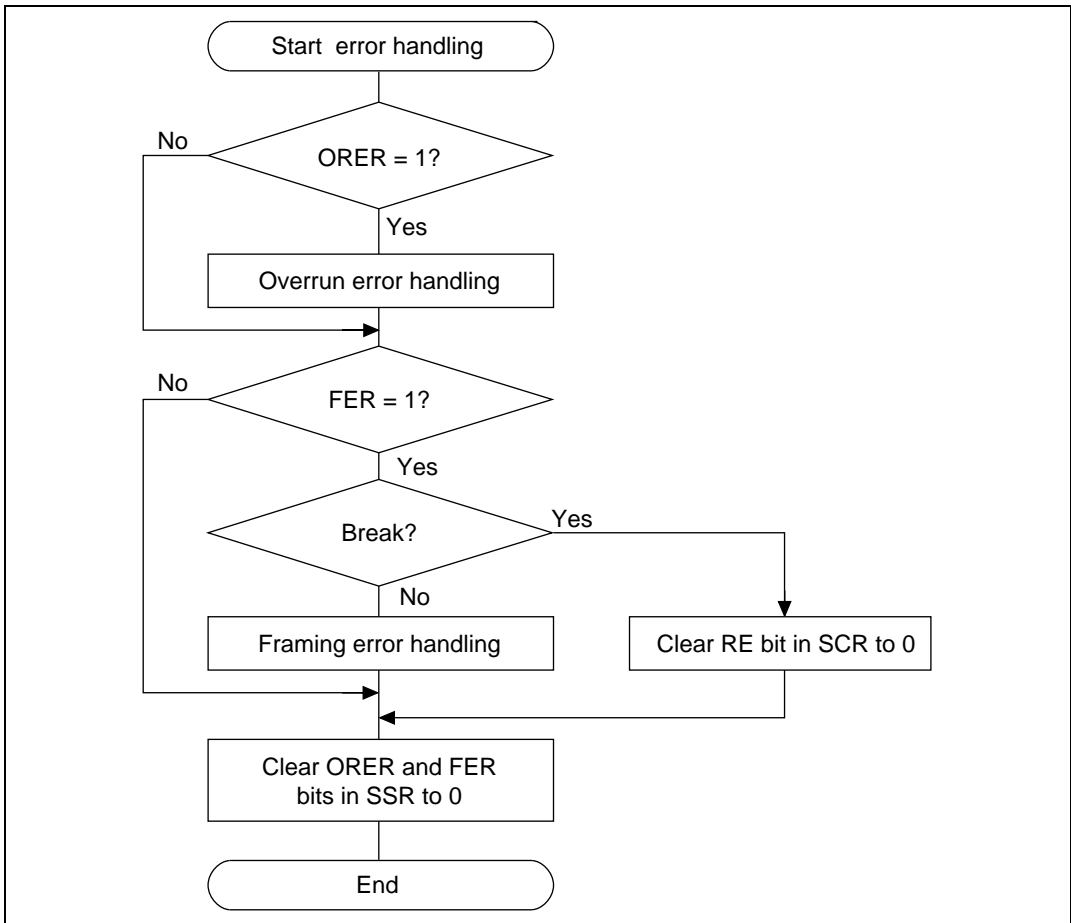 Start error handling
No
ORER = 1?
Yes
Overrun error handling
No
FER = 1?
Yes
Break?
Yes
No
Framing error handling
Clear RE bit in SCR to 0
Clear ORER and FER
bits in SSR to 0
End